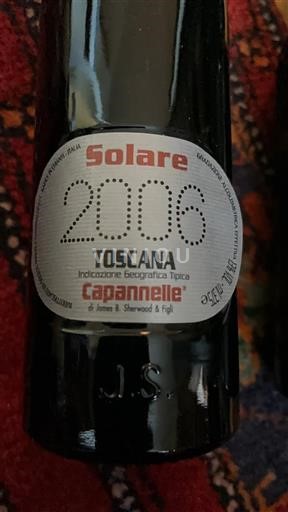 Solare
2006
TOSCANA
Indicazione Geografica Tipica
Capannelle®
di James B. Sherwood & Figli
J.S.